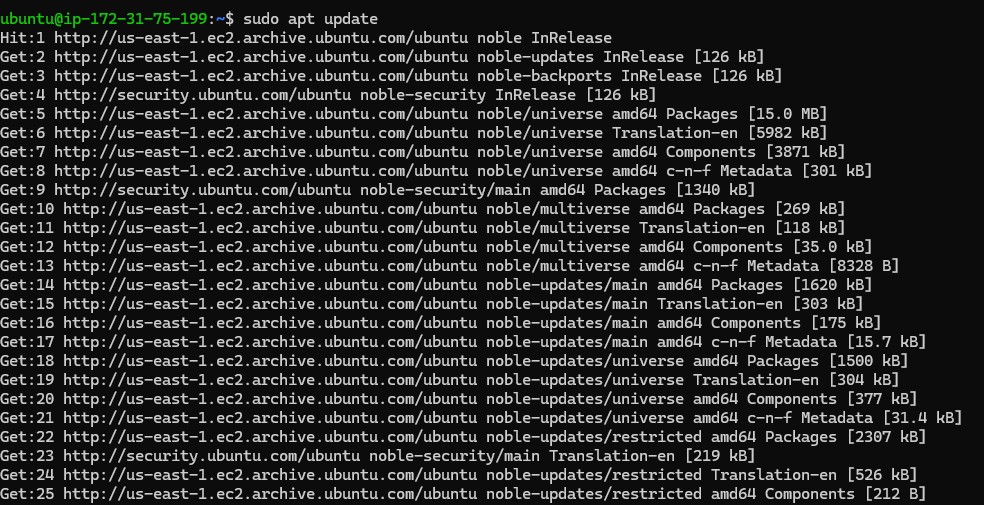 ubuntu@ip-172-31-75-199:~$ sudo apt update
Hit:1 http://us-east-1.ec2.archive.ubuntu.com/ubuntu noble InRelease
Get:2 http://us-east-1.ec2.archive.ubuntu.com/ubuntu noble-updates InRelease [126 kB]
Get:3 http://us-east-1.ec2.archive.ubuntu.com/ubuntu noble-backports InRelease [126 kB]
Get:4 http://security.ubuntu.com/ubuntu noble-security InRelease [126 kB]
Get:5 http://us-east-1.ec2.archive.ubuntu.com/ubuntu noble/universe amd64 Packages [15.0 MB]
Get:6 http://us-east-1.ec2.archive.ubuntu.com/ubuntu noble/universe Translation-en [5982 kB]
Get:7 http://us-east-1.ec2.archive.ubuntu.com/ubuntu noble/universe amd64 Components [3871 kB]
Get:8 http://us-east-1.ec2.archive.ubuntu.com/ubuntu noble/universe amd64 c-n-f Metadata [301 kB]
Get:9 http://security.ubuntu.com/ubuntu noble-security/main amd64 Packages [1340 kB]
Get:10 http://us-east-1.ec2.archive.ubuntu.com/ubuntu noble/multiverse amd64 Packages [269 kB]
Get:11 http://us-east-1.ec2.archive.ubuntu.com/ubuntu noble/multiverse Translation-en [118 kB]
Get:12 http://us-east-1.ec2.archive.ubuntu.com/ubuntu noble/multiverse amd64 Components [35.0 kB]
Get:13 http://us-east-1.ec2.archive.ubuntu.com/ubuntu noble/multiverse amd64 c-n-f Metadata [8328 B]
Get:14 http://us-east-1.ec2.archive.ubuntu.com/ubuntu noble-updates/main amd64 Packages [1620 kB]
Get:15 http://us-east-1.ec2.archive.ubuntu.com/ubuntu noble-updates/main Translation-en [303 kB]
Get:16 http://us-east-1.ec2.archive.ubuntu.com/ubuntu noble-updates/main amd64 Components [175 kB]
Get:17 http://us-east-1.ec2.archive.ubuntu.com/ubuntu noble-updates/main amd64 c-n-f Metadata [15.7 kB]
Get:18 http://us-east-1.ec2.archive.ubuntu.com/ubuntu noble-updates/universe amd64 Packages [1500 kB]
Get:19 http://us-east-1.ec2.archive.ubuntu.com/ubuntu noble-updates/universe Translation-en [304 kB]
Get:20 http://us-east-1.ec2.archive.ubuntu.com/ubuntu noble-updates/universe amd64 Components [377 kB]
Get:21 http://us-east-1.ec2.archive.ubuntu.com/ubuntu noble-updates/universe amd64 c-n-f Metadata [31.4 kB]
Get:22 http://us-east-1.ec2.archive.ubuntu.com/ubuntu noble-updates/restricted amd64 Packages [2307 kB]
Get:23 http://security.ubuntu.com/ubuntu noble-security/main Translation-en [219 kB]
Get:24 http://us-east-1.ec2.archive.ubuntu.com/ubuntu noble-updates/restricted Translation-en [526 kB]
Get:25 http://us-east-1.ec2.archive.ubuntu.com/ubuntu noble-updates/restricted amd64 Components [212 B]